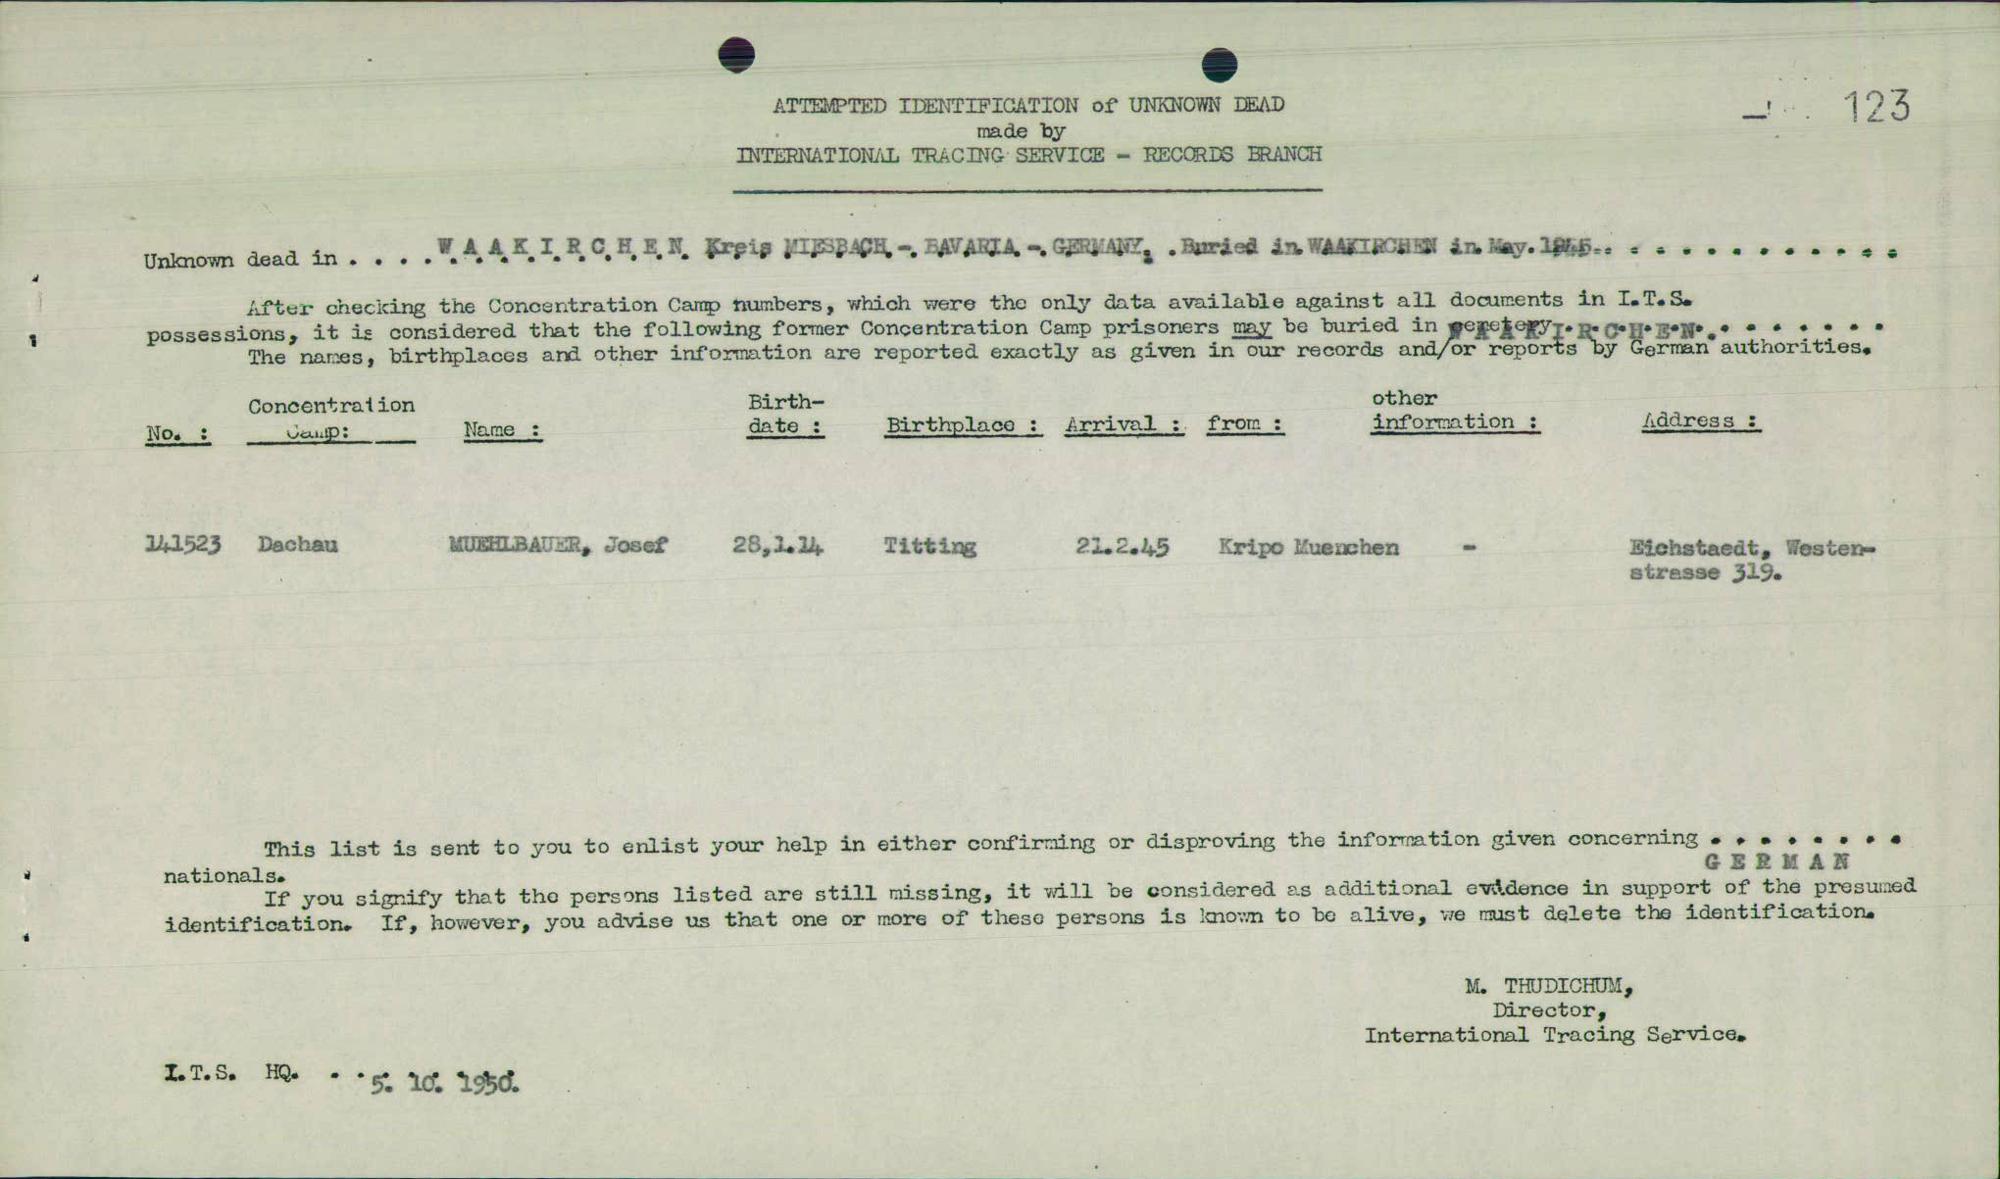 123
ATTEMPTED IDENTIFICATION of UNKNOWN DEAD
made by
INTERNATIONAL TRACING SERVICE - RECORDS BRANCH
Unknown dead in . . . . W.A.A.K.I.R.C.H.E.N. Kreis MIESBACH - BAVARIA - GERMANY. . Buried in WAAKIRCHEN in May. 1945. . . . . . . . . . . .
After checking the Concentration Camp numbers, which were the only data available against all documents in I.T.S.
possessions, it is considered that the following former Concentration Camp prisoners may be buried in cemetery. W A A K I R C H E N . . . . . . .
The names, birthplaces and other information are reported exactly as given in our records and/or reports by German authorities.
No. : Concentration Camp: Name : Birth-date : Birthplace : Arrival : from : other information : Address :
141523 Dachau MUEHLBAUER, Josef 28,1.14 Titting 21.2.45 Kripo Muenchen - Eichstaedt, Westen-
strasse 319.
This list is sent to you to enlist your help in either confirming or disproving the information given concerning . . . . . . . .
GERMAN
nationals.
If you signify that the persons listed are still missing, it will be considered as additional evidence in support of the presumed
identification. If, however, you advise us that one or more of these persons is known to be alive, we must delete the identification.
M. THUDICHUM,
Director,
International Tracing Service.
I.T.S. HQ. . . 5. 10. 1950.